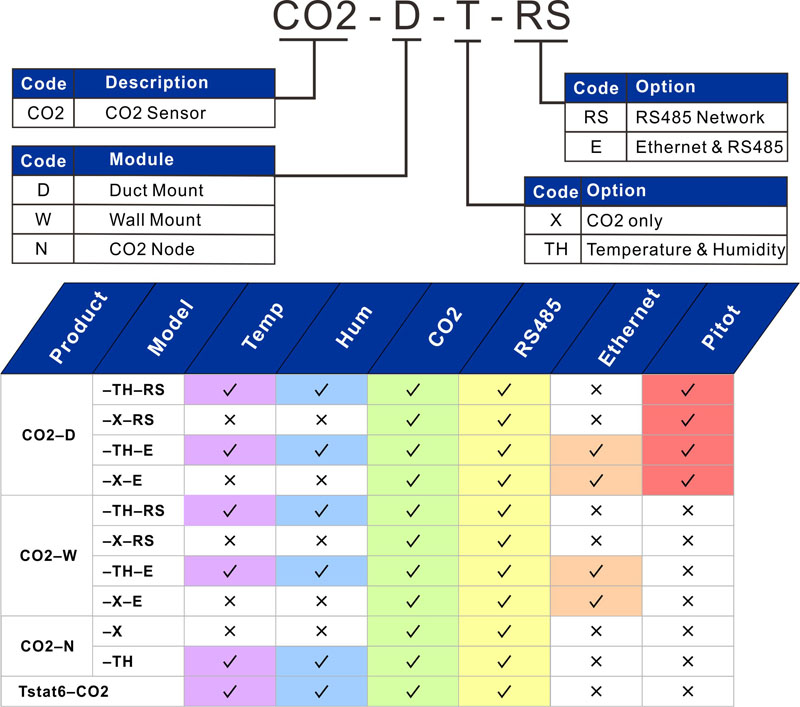 CO2 - D - T - RS
Code Description
CO2 CO2 Sensor
Code Module
D Duct Mount
W Wall Mount
N CO2 Node
Code Option
RS RS485 Network
E Ethernet & RS485
Code Option
X CO2 only
TH Temperature & Humidity
Product Model Temp Hum CO2 RS485 Ethernet Pitot
CO2–D
–TH–RS ✓ ✓ ✓ ✓ × ✓
–X–RS × × ✓ ✓ × ✓
–TH–E ✓ ✓ ✓ ✓ ✓ ✓
–X–E × × ✓ ✓ ✓ ✓
CO2–W
–TH–RS ✓ ✓ ✓ ✓ × ×
–X–RS × × ✓ ✓ × ×
–TH–E ✓ ✓ ✓ ✓ ✓ ×
–X–E × × ✓ ✓ ✓ ×
CO2–N
–X × × ✓ ✓ × ×
–TH ✓ ✓ ✓ ✓ × ×
Tstat6–CO2 ✓ ✓ ✓ ✓ × ×